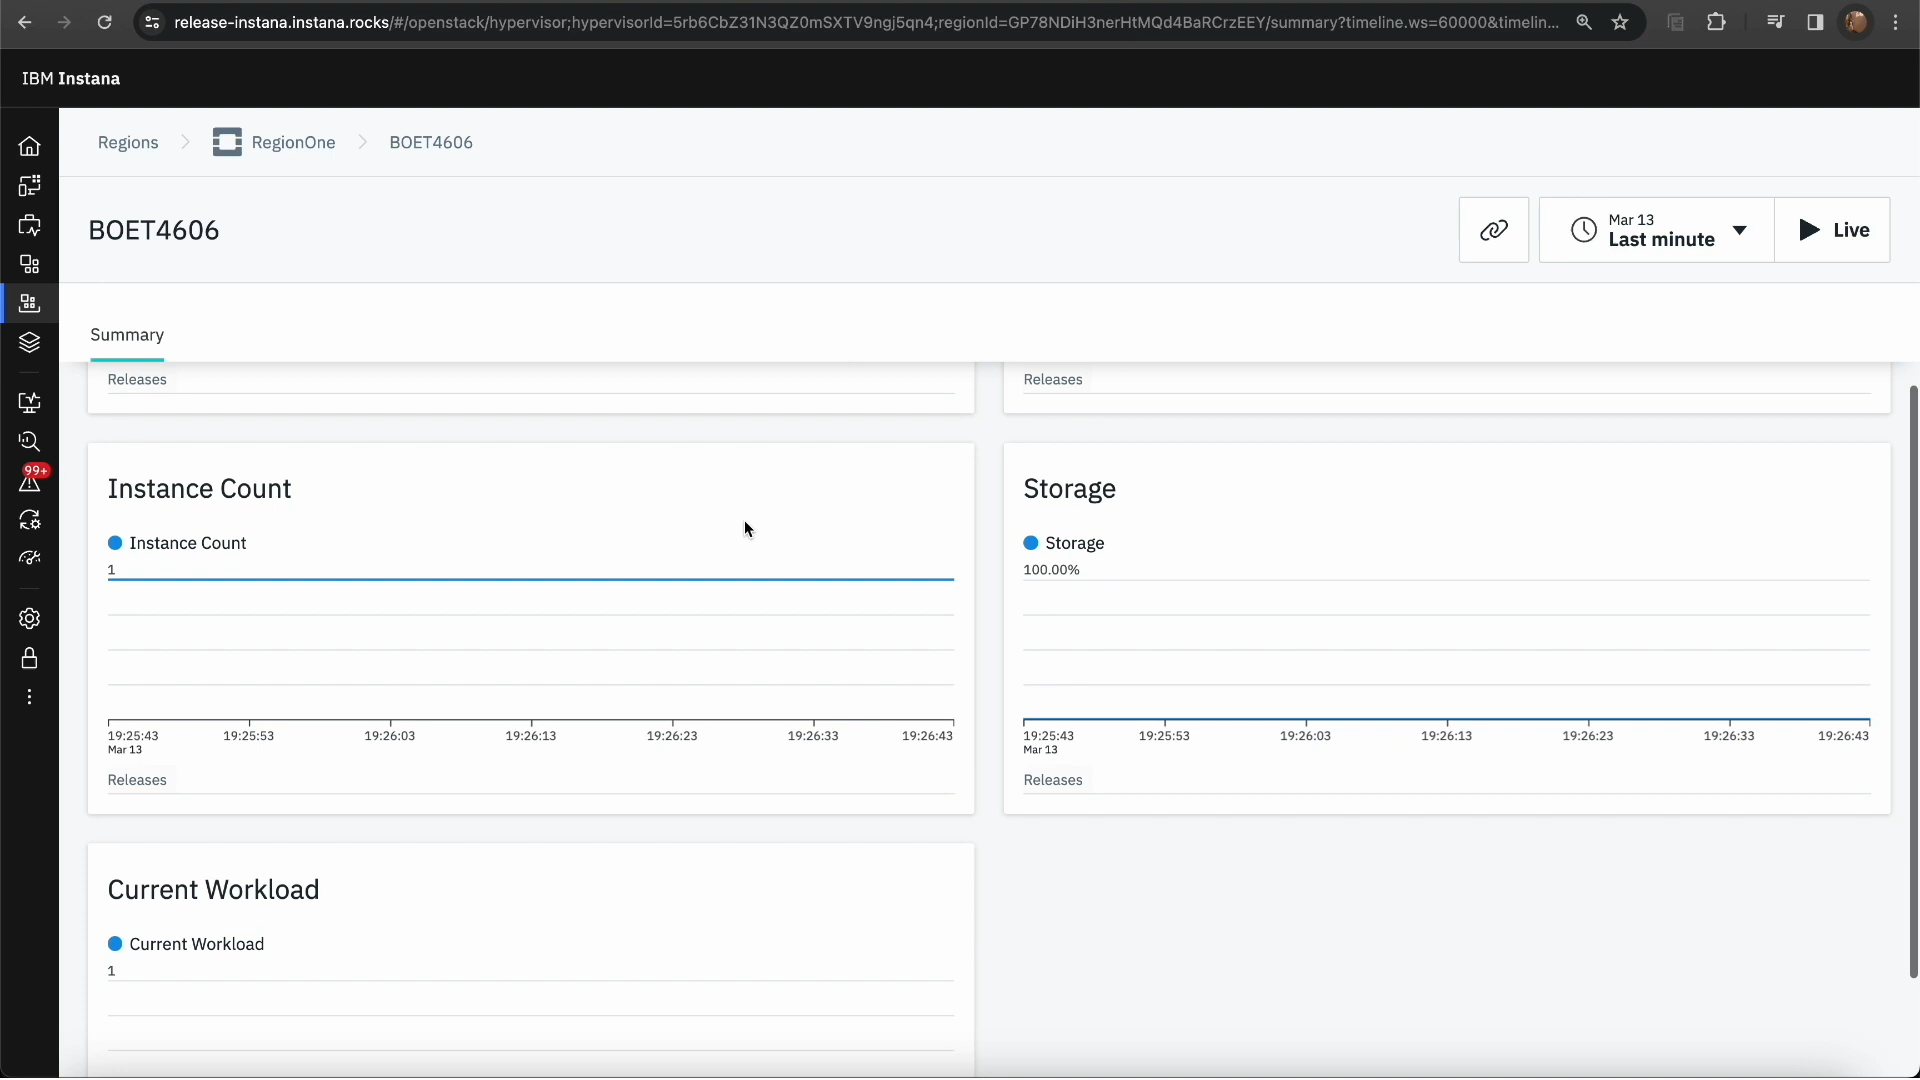 release-instana.instana.rocks/#/openstack/hypervisor;hypervisorId=5rb6CbZ31N3QZ0mSXTV9ngj5qn4;regionId=GP78NDiH3nerHtMQd4BaRCrzEEY/summary?timeline.ws=60000&timelin...
IBM Instana
Regions RegionOne BOET4606
BOET4606
Mar 13
Last minute
Live
Summary
Releases Releases
99+
Instance Count
Instance Count
1
19:25:43 19:25:53 19:26:03 19:26:13 19:26:23 19:26:33 19:26:43
Mar 13
Releases
Storage
Storage
100.00%
19:25:43 19:25:53 19:26:03 19:26:13 19:26:23 19:26:33 19:26:43
Mar 13
Releases
Current Workload
Current Workload
1